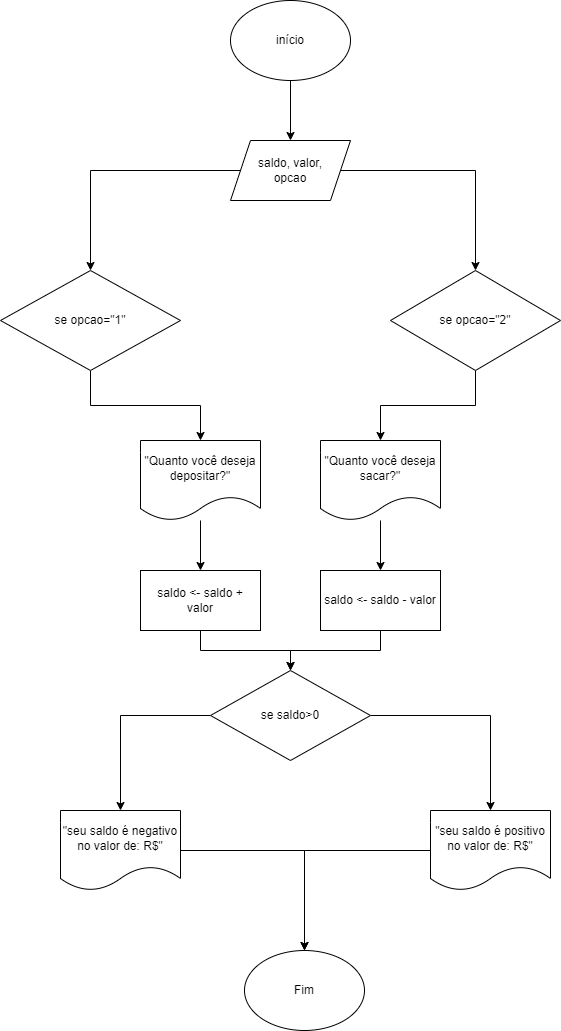 início
saldo, valor,
opcao
se opcao="1"
se opcao="2"
"Quanto você deseja
depositar?"
"Quanto você deseja
sacar?"
saldo <- saldo +
valor
saldo <- saldo - valor
se saldo>0
"seu saldo é negativo
no valor de: R$"
"seu saldo é positivo
no valor de: R$"
Fim